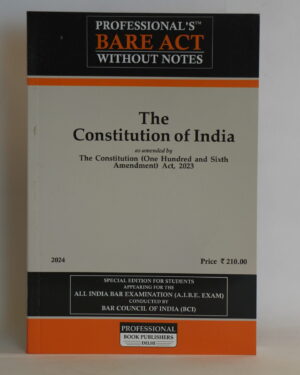 PROFESSIONAL'S™
BARE ACT
WITHOUT NOTES
The
Constitution of India
as amended by
The Constitution (One Hundred and Sixth
Amendment) Act, 2023
2024 Price ₹ 210.00
SPECIAL EDITION FOR STUDENTS
APPEARING FOR THE
ALL INDIA BAR EXAMINATION (A.I.B.E. EXAM)
CONDUCTED BY
BAR COUNCIL OF INDIA (BCI)
PROFESSIONAL
BOOK PUBLISHERS
DELHI